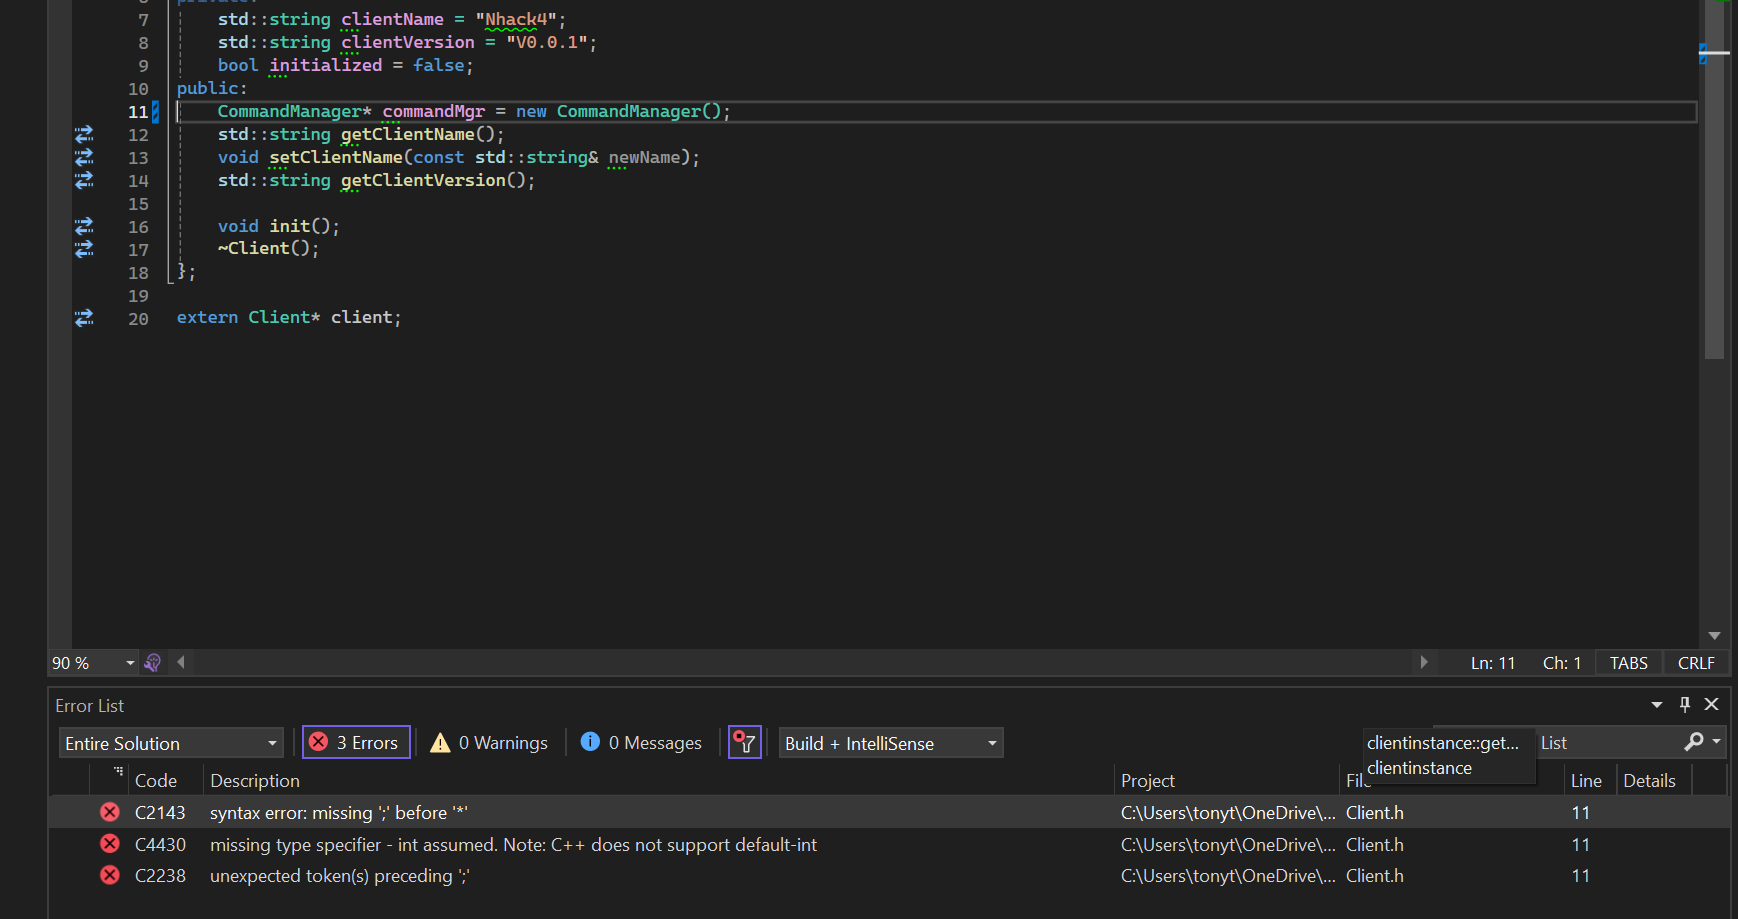 private:
7 std::string clientName = "Nhack4";
8 std::string clientVersion = "V0.0.1";
9 bool initialized = false;
10 public:
11 CommandManager* commandMgr = new CommandManager();
12 std::string getClientName();
13 void setClientName(const std::string& newName);
14 std::string getClientVersion();
15
16 void init();
17 ~Client();
18 };
19
20 extern Client* client;
90 % Ln: 11 Ch: 1 TABS CRLF
Error List
Entire Solution 3 Errors 0 Warnings 0 Messages Build + IntelliSense clientinstance::get... List
clientinstance
Code Description Project File Line Details
C2143 syntax error: missing ';' before '*' C:\Users\tonyt\OneDrive\... Client.h 11
C4430 missing type specifier - int assumed. Note: C++ does not support default-int C:\Users\tonyt\OneDrive\... Client.h 11
C2238 unexpected token(s) preceding ';' C:\Users\tonyt\OneDrive\... Client.h 11